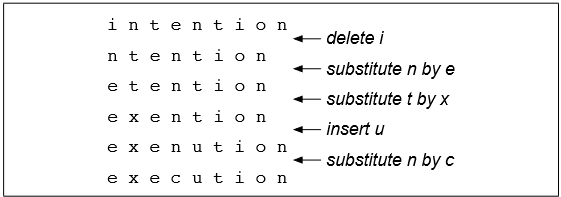 i n t e n t i o n
delete i
n t e n t i o n
substitute n by e
e t e n t i o n
substitute t by x
e x e n t i o n
insert u
e x e n u t i o n
substitute n by c
e x e c u t i o n